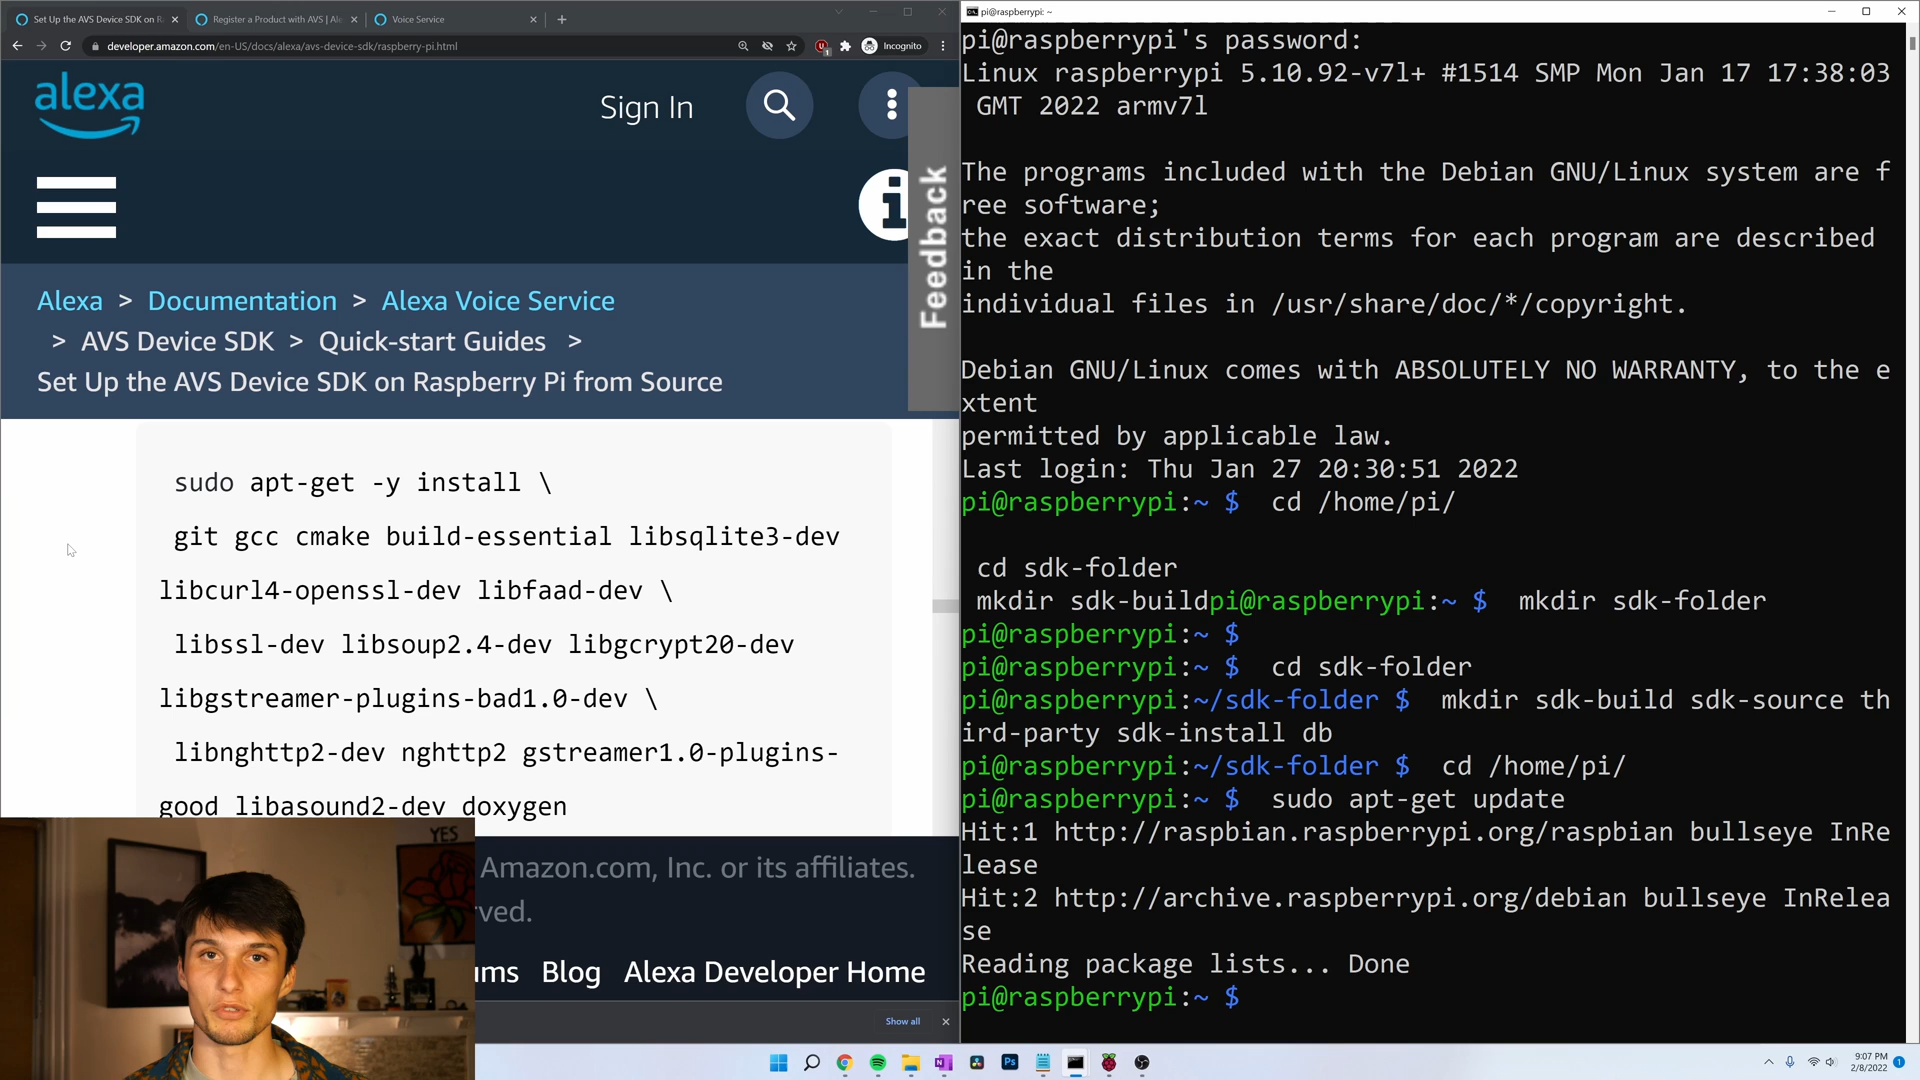 Set Up the AVS Device SDK on R
Register a Product with AVS | Ale
Voice Service
developer.amazon.com/en-US/docs/alexa/avs-device-sdk/raspberry-pi.html
Incognito
alexa
Sign In
Feedback
Alexa > Documentation > Alexa Voice Service
> AVS Device SDK > Quick-start Guides >
Set Up the AVS Device SDK on Raspberry Pi from Source
sudo apt-get -y install \
git gcc cmake build-essential libsqlite3-dev
libcurl4-openssl-dev libfaad-dev \
libssl-dev libsoup2.4-dev libgcrypt20-dev
libgstreamer-plugins-bad1.0-dev \
libnghttp2-dev nghttp2 gstreamer1.0-plugins-
good libasound2-dev doxygen
Amazon.com, Inc. or its affiliates.
rved.
ums Blog Alexa Developer Home
Show all
YES
pi@raspberrypi: ~
pi@raspberrypi's password:
Linux raspberrypi 5.10.92-v7l+ #1514 SMP Mon Jan 17 17:38:03
GMT 2022 armv7l
The programs included with the Debian GNU/Linux system are f
ree software;
the exact distribution terms for each program are described
in the
individual files in /usr/share/doc/*/copyright.
Debian GNU/Linux comes with ABSOLUTELY NO WARRANTY, to the e
xtent
permitted by applicable law.
Last login: Thu Jan 27 20:30:51 2022
pi@raspberrypi:~ $  cd /home/pi/
cd sdk-folder
mkdir sdk-buildpi@raspberrypi:~ $  mkdir sdk-folder
pi@raspberrypi:~ $
pi@raspberrypi:~ $  cd sdk-folder
pi@raspberrypi:~/sdk-folder $  mkdir sdk-build sdk-source th
ird-party sdk-install db
pi@raspberrypi:~/sdk-folder $  cd /home/pi/
pi@raspberrypi:~ $  sudo apt-get update
Hit:1 http://raspbian.raspberrypi.org/raspbian bullseye InRe
lease
Hit:2 http://archive.raspberrypi.org/debian bullseye InRelea
se
Reading package lists... Done
pi@raspberrypi:~ $
Ps
9:07 PM
2/8/2022
1